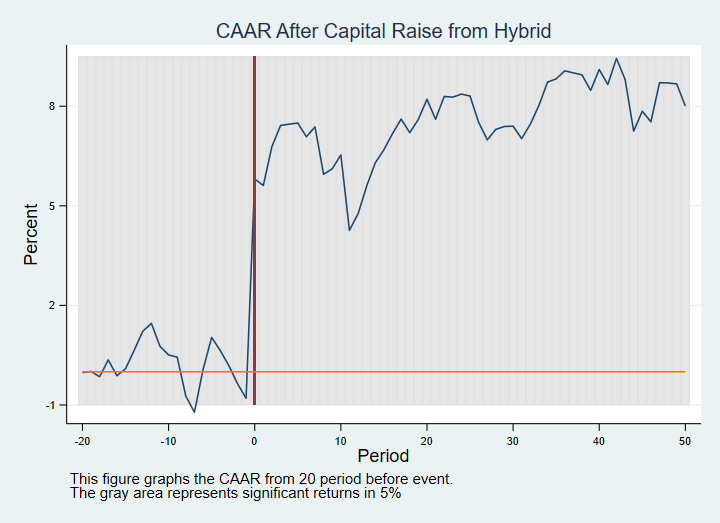 CAAR After Capital Raise from Hybrid
Percent
8
5
2
-1
-20 -10 0 10 20 30 40 50
Period
This figure graphs the CAAR from 20 period before event.
The gray area represents significant returns in 5%